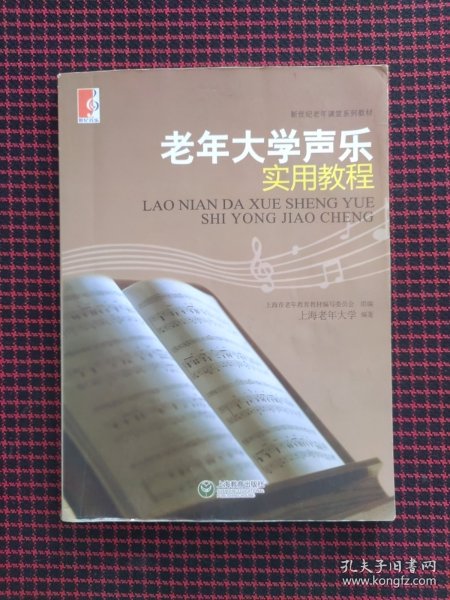 新世纪老年课堂系列教材
老年大学声乐
实用教程
LAO NIAN DA XUE SHENG YUE
SHI YONG JIAO CHENG
上海市老年教育教材编写委员会 组编
上海老年大学 编著
上海教育出版社
孔夫子旧书网
www.kongfz.com